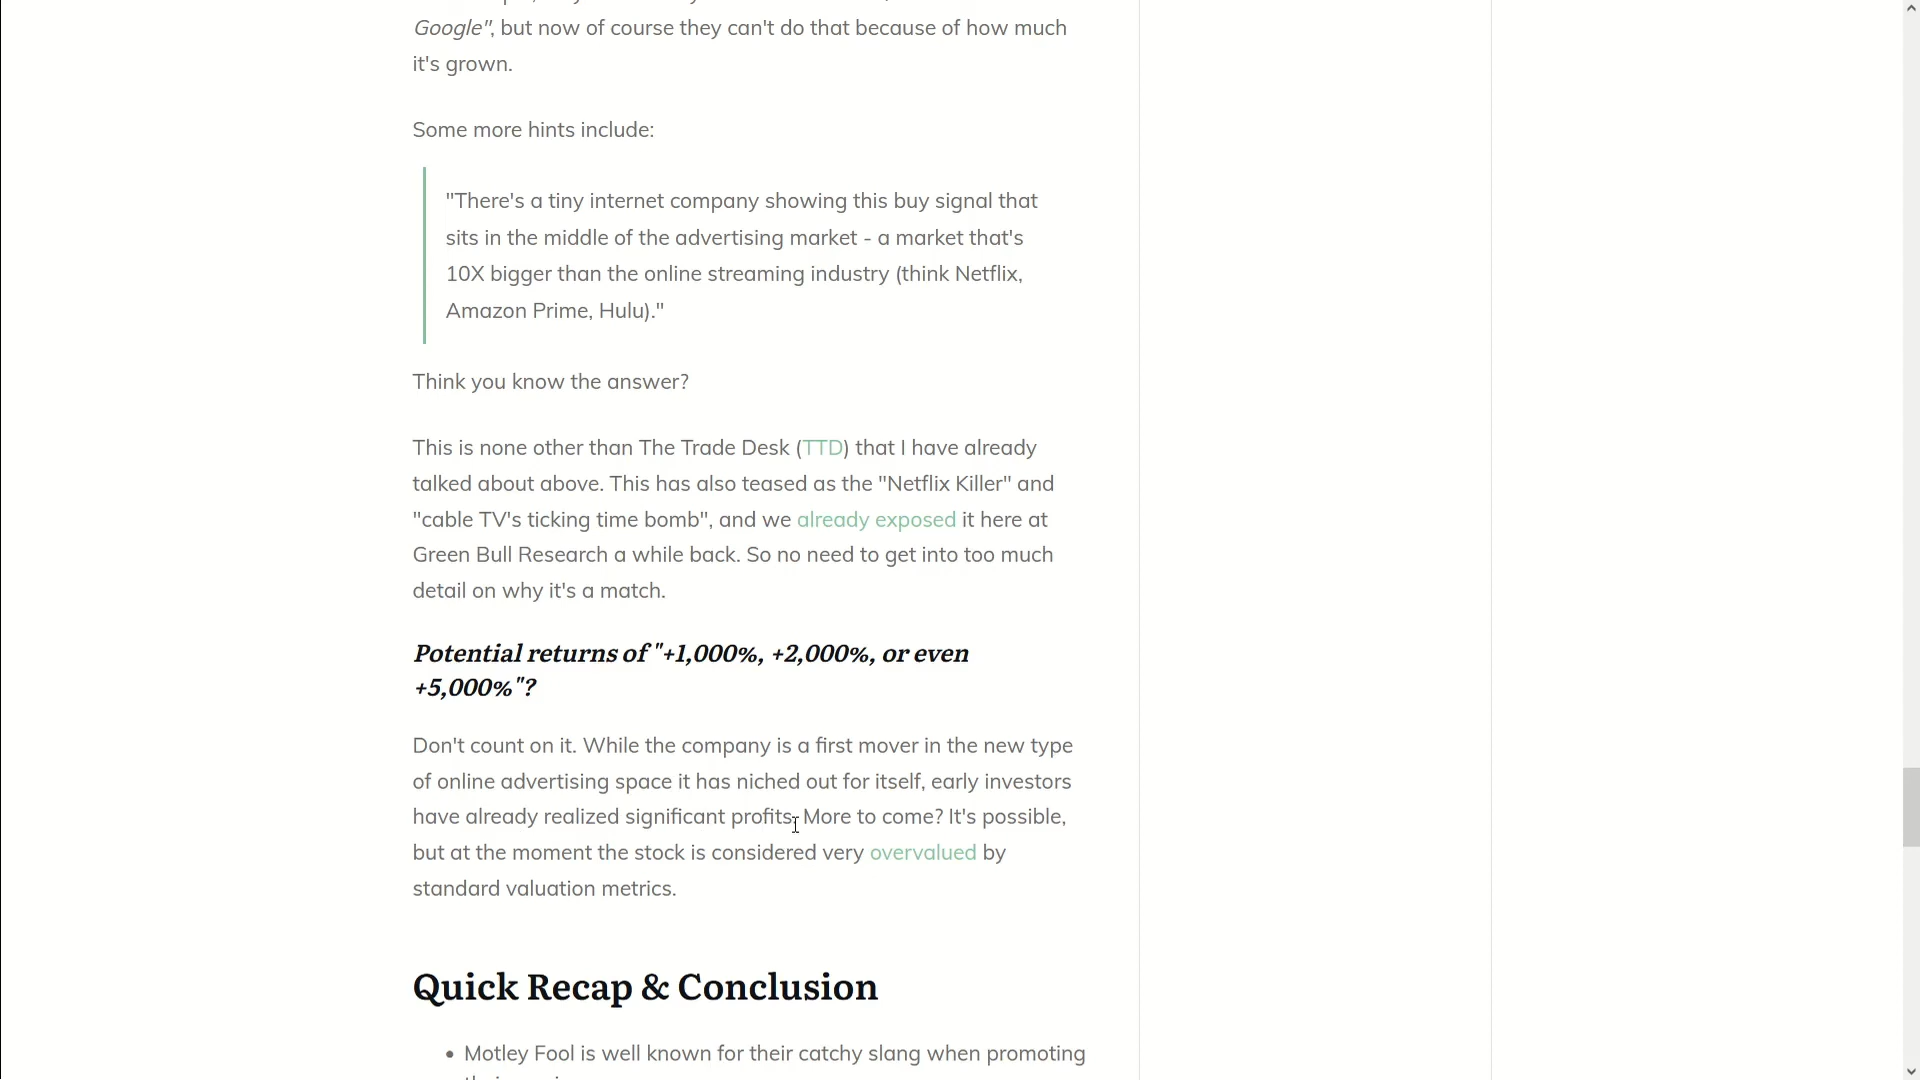 Google", but now of course they can't do that because of how much
it's grown.
Some more hints include:
"There's a tiny internet company showing this buy signal that
sits in the middle of the advertising market - a market that's
10X bigger than the online streaming industry (think Netflix,
Amazon Prime, Hulu)."
Think you know the answer?
This is none other than The Trade Desk (TTD) that I have already
talked about above. This has also teased as the "Netflix Killer" and
"cable TV's ticking time bomb", and we already exposed it here at
Green Bull Research a while back. So no need to get into too much
detail on why it's a match.
Potential returns of "+1,000%, +2,000%, or even
+5,000%"?
Don't count on it. While the company is a first mover in the new type
of online advertising space it has niched out for itself, early investors
have already realized significant profits. More to come? It's possible,
but at the moment the stock is considered very overvalued by
standard valuation metrics.
Quick Recap & Conclusion
• Motley Fool is well known for their catchy slang when promoting